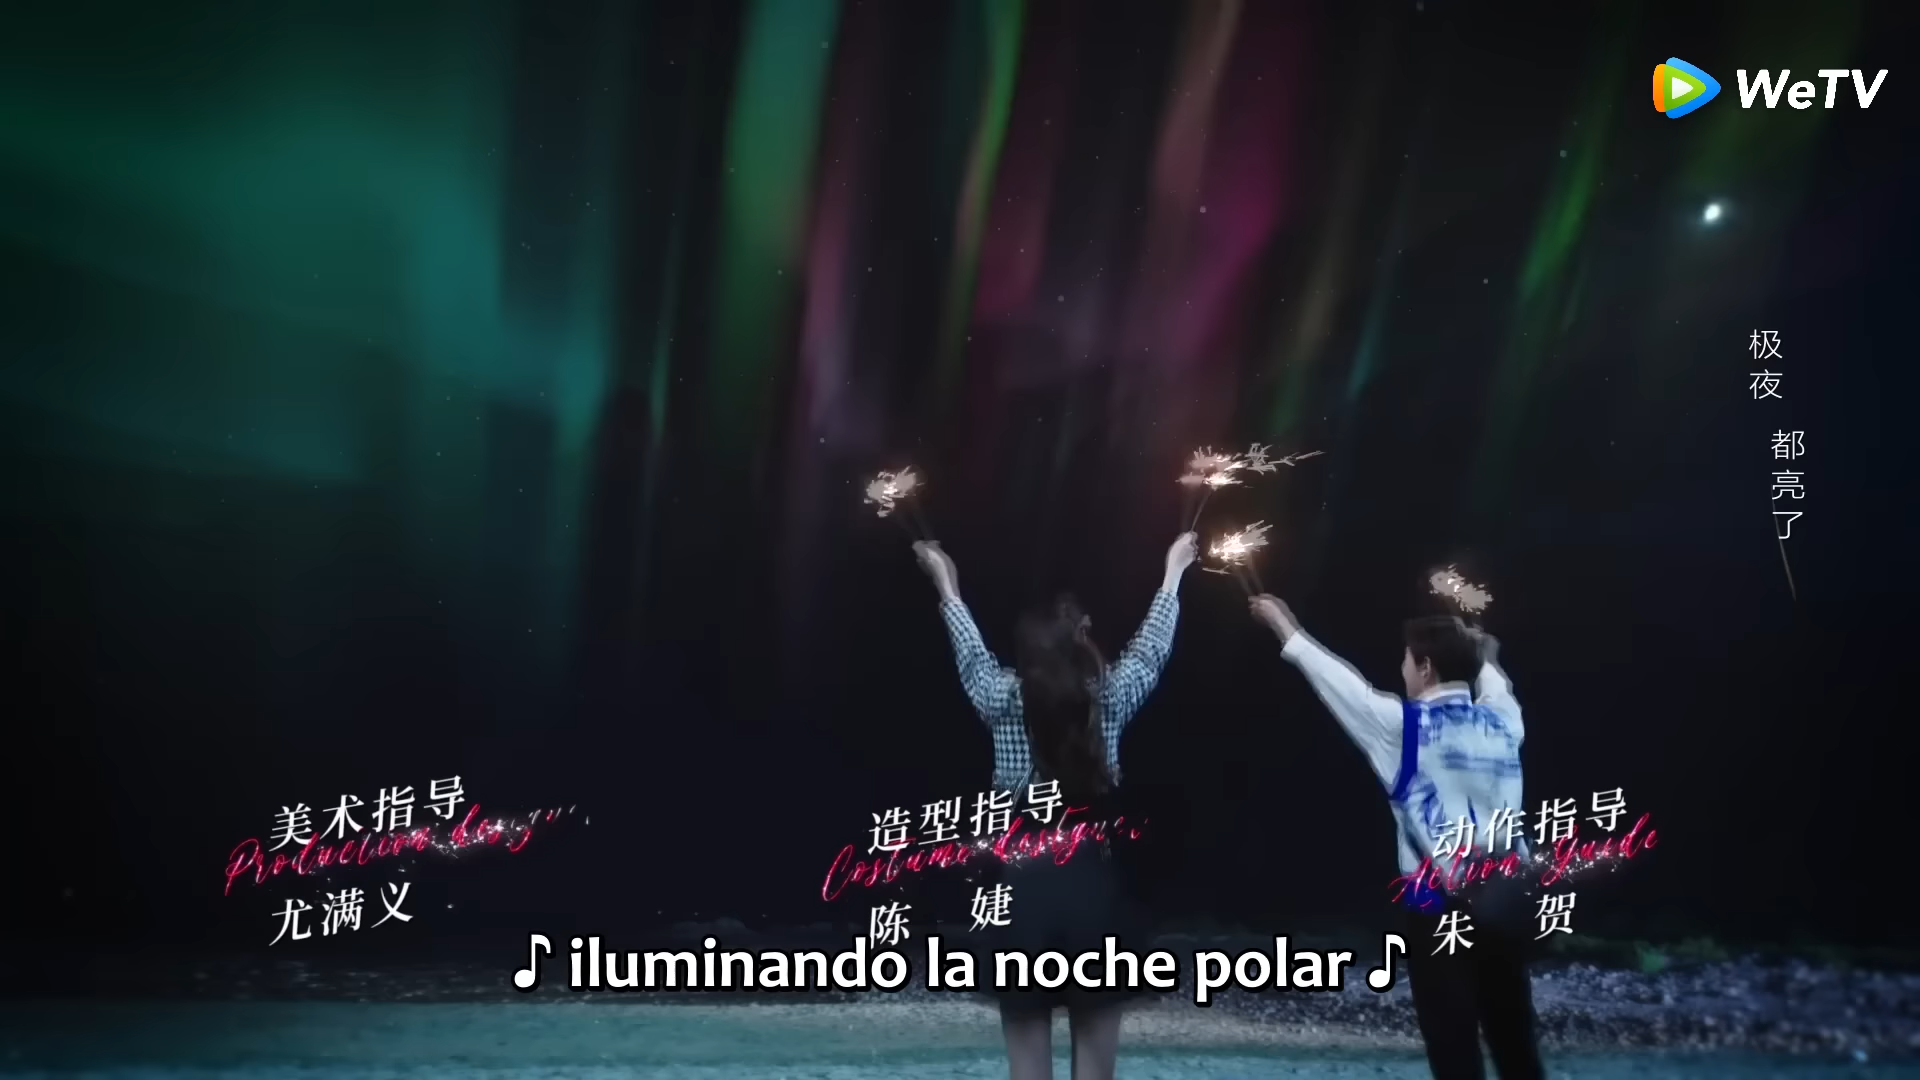 WeTV
极夜
都亮了
美术指导
Production designer
尤满义
造型指导
Costume designer
陈 婕
动作指导
Action guide
朱 贺
♪ iluminando la noche polar ♪